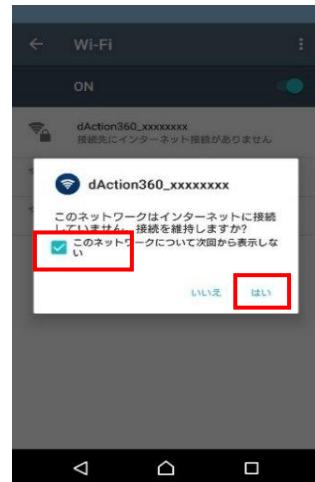 Wi-Fi
ON
dAction360_xxxxxxxx
接続先にインターネット接続がありません
dAction360_xxxxxxxx
このネットワークはインターネットに接続
していません。接続を維持しますか?
このネットワークについて次回から表示しな
い
いいえ
はい